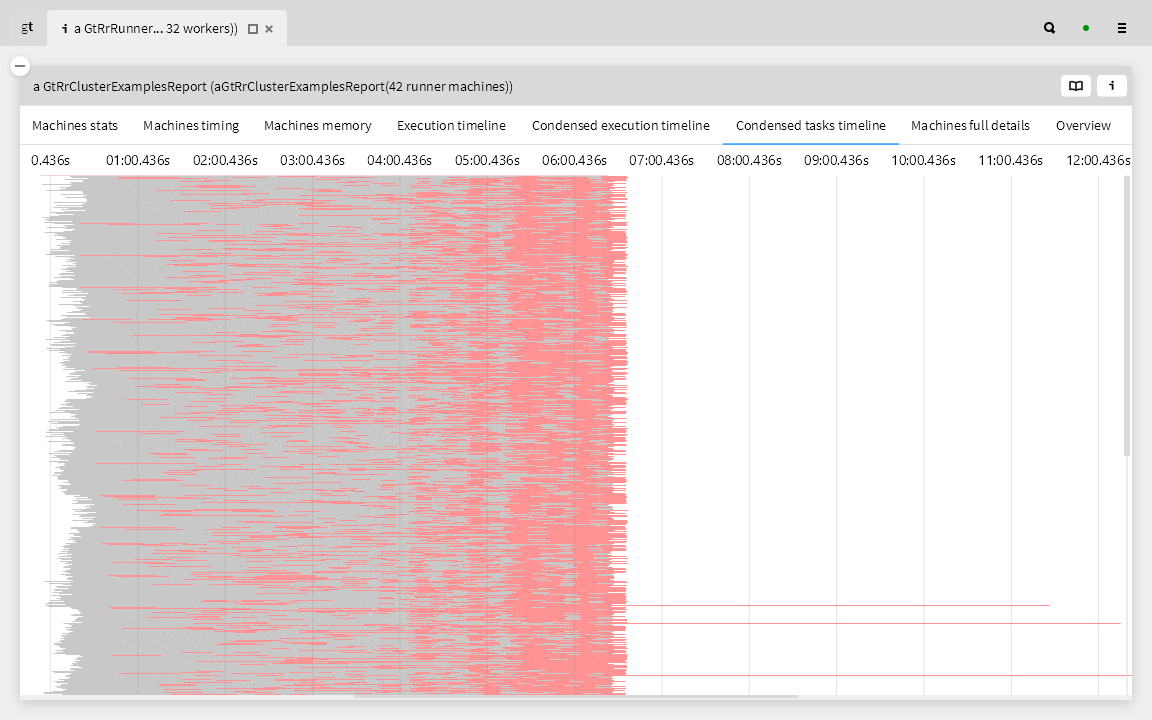 gt
i a GtRrRunner... 32 workers))
a GtRrClusterExamplesReport (aGtRrClusterExamplesReport(42 runner machines))
i
Machines stats Machines timing Machines memory Execution timeline Condensed execution timeline Condensed tasks timeline Machines full details Overview
0.436s 01:00.436s 02:00.436s 03:00.436s 04:00.436s 05:00.436s 06:00.436s 07:00.436s 08:00.436s 09:00.436s 10:00.436s 11:00.436s 12:00.436s